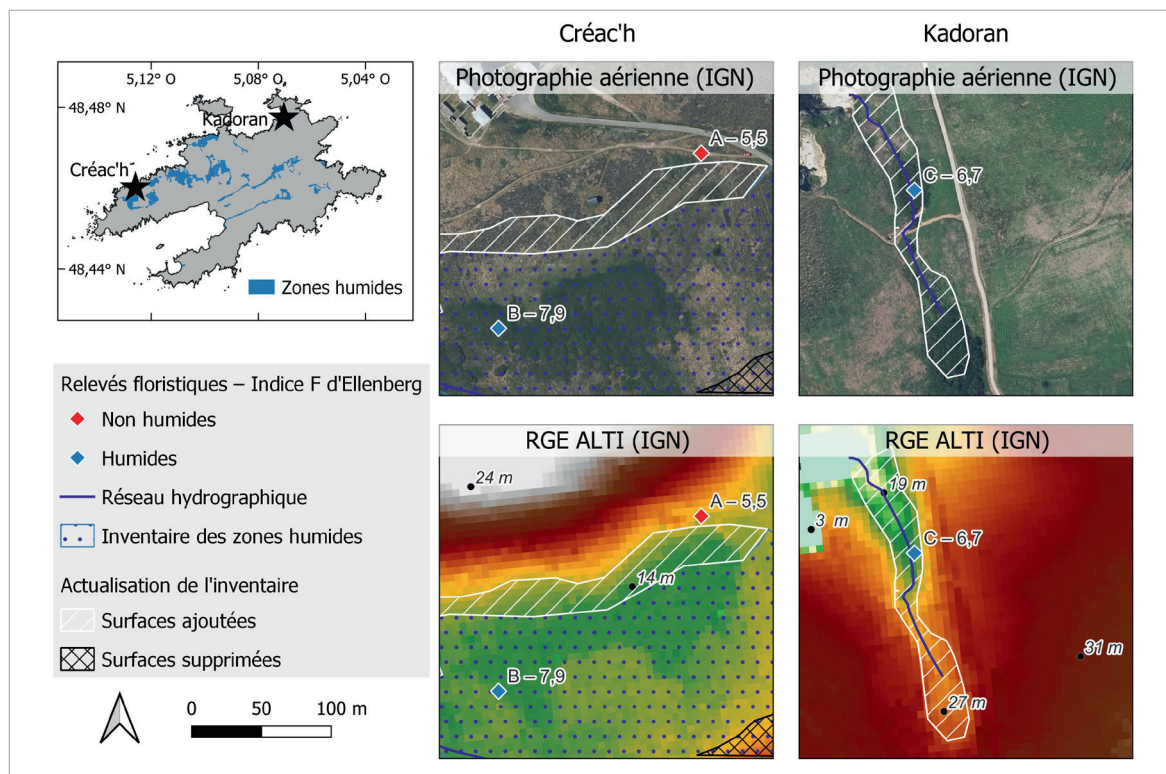 Créac'h
Kadoran
5,12° O
5,08° O
5,04° O
48,48° N
48,44° N
Kadoran
Créac'h
Zones humides
Photographie aérienne (IGN)
A – 5,5
B – 7,9
Photographie aérienne (IGN)
C – 6,7
Relevés floristiques – Indice F d'Ellenberg
Non humides
Humides
Réseau hydrographique
Inventaire des zones humides
Actualisation de l'inventaire
Surfaces ajoutées
Surfaces supprimées
0
50
100 m
RGE ALTI (IGN)
24 m
A – 5,5
14 m
B – 7,9
RGE ALTI (IGN)
19 m
3 m
C – 6,7
31 m
27 m